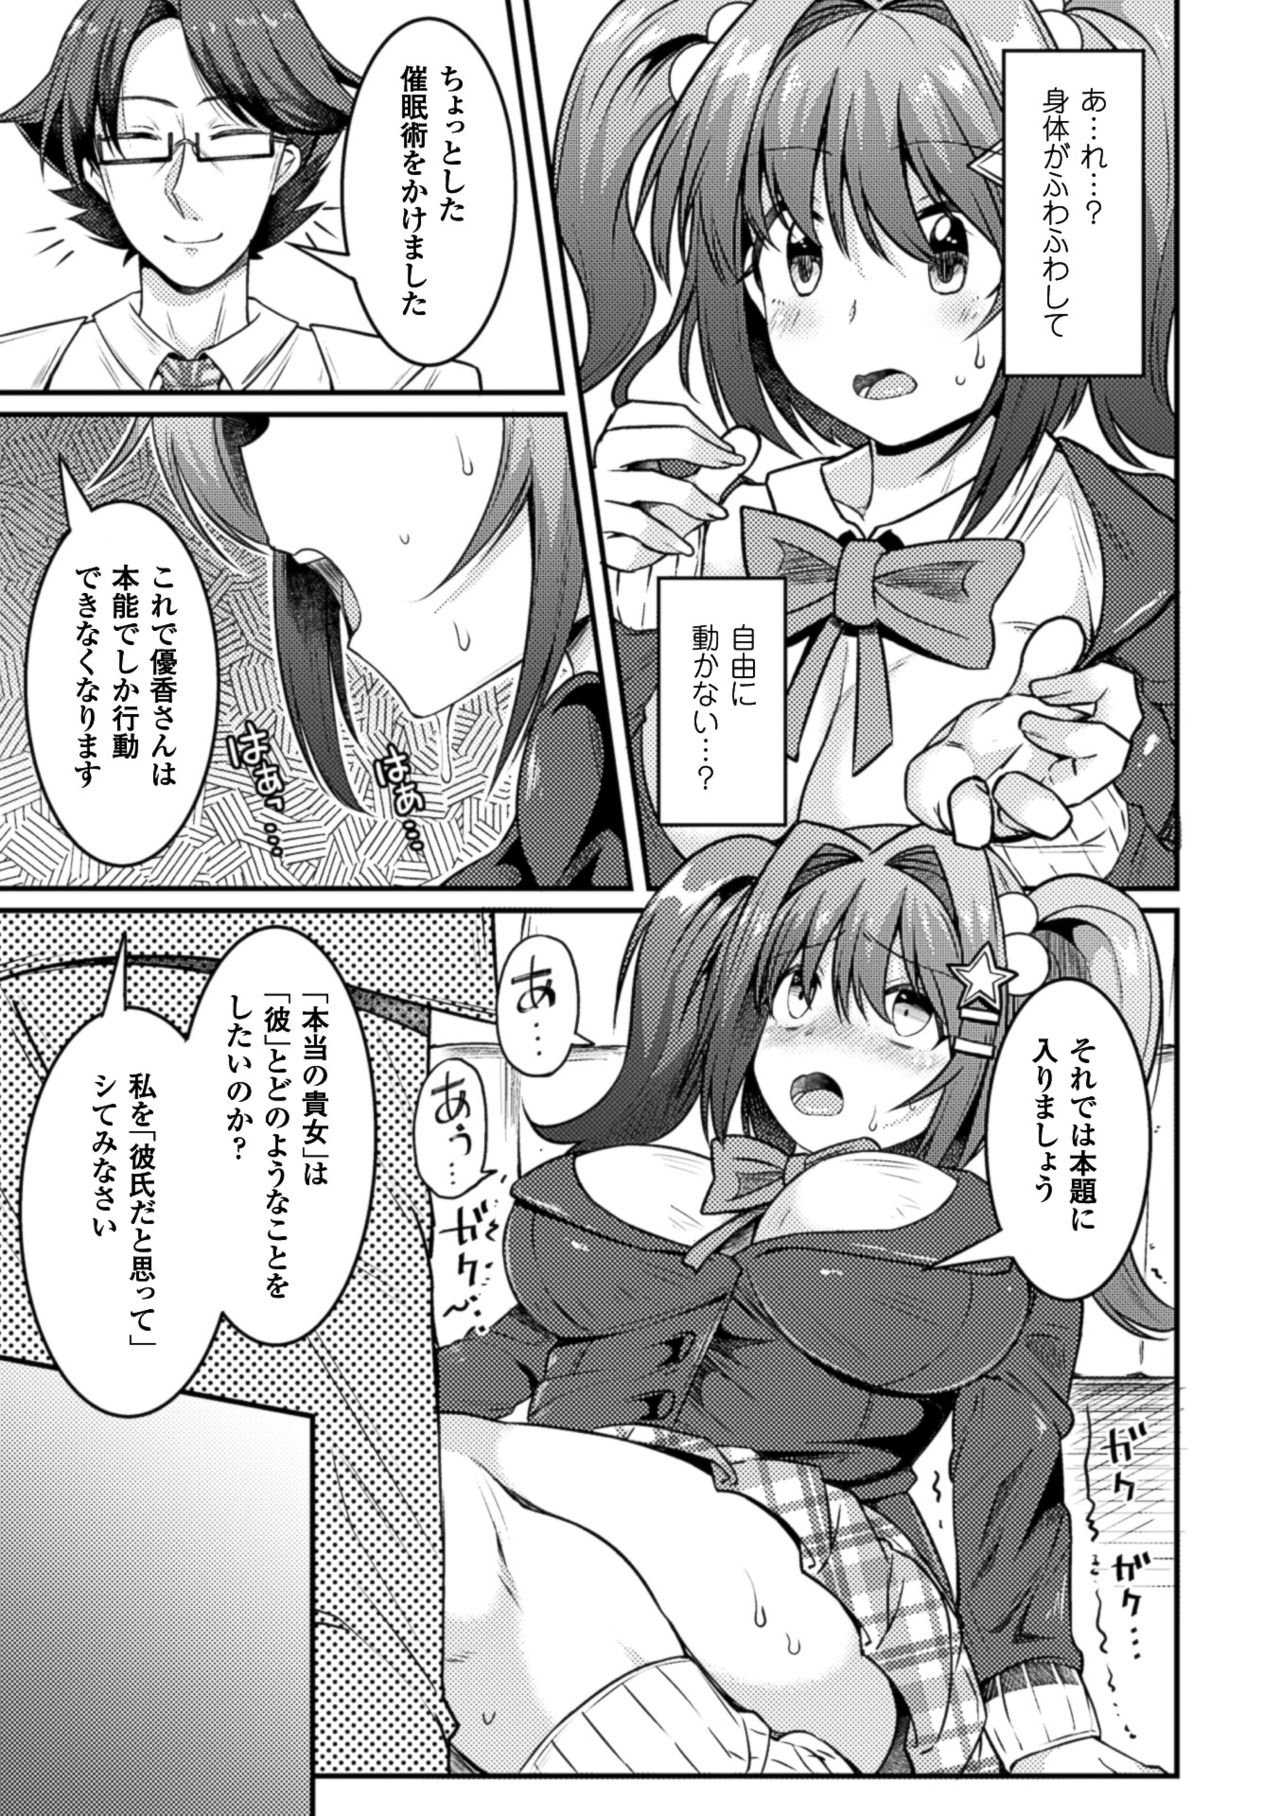 あ…れ…?
身体がふわふわして
自由に
動かない…?
ちょっとした
催眠術をかけました
はぁ…
はぁ…
これで優香さんは
本能でしか行動
できなくなります
それでは本題に
入りましょう
あ…
あぅ…
ガク
ガク…
ガク
ガク…
「本当の貴女」は
「彼」とどのようなことを
したいのか?
私を「彼氏だと思って」
シてみなさい